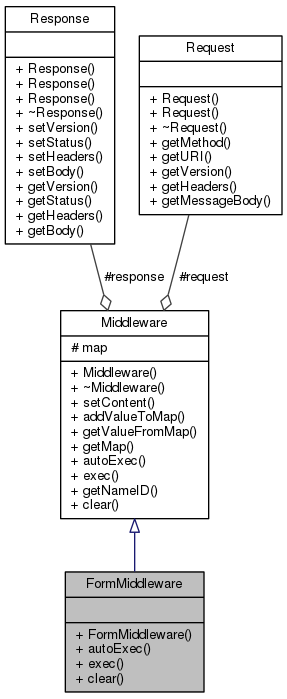 Response
+ Response()
+ Response()
+ Response()
+ ~Response()
+ setVersion()
+ setStatus()
+ setHeaders()
+ setBody()
+ getVersion()
+ getStatus()
+ getHeaders()
+ getBody()
Request
+ Request()
+ Request()
+ ~Request()
+ getMethod()
+ getURI()
+ getVersion()
+ getHeaders()
+ getMessageBody()
#response
#request
Middleware
# map
+ Middleware()
+ ~Middleware()
+ setContent()
+ addValueToMap()
+ getValueFromMap()
+ getMap()
+ autoExec()
+ exec()
+ getNameID()
+ clear()
FormMiddleware
+ FormMiddleware()
+ autoExec()
+ exec()
+ clear()